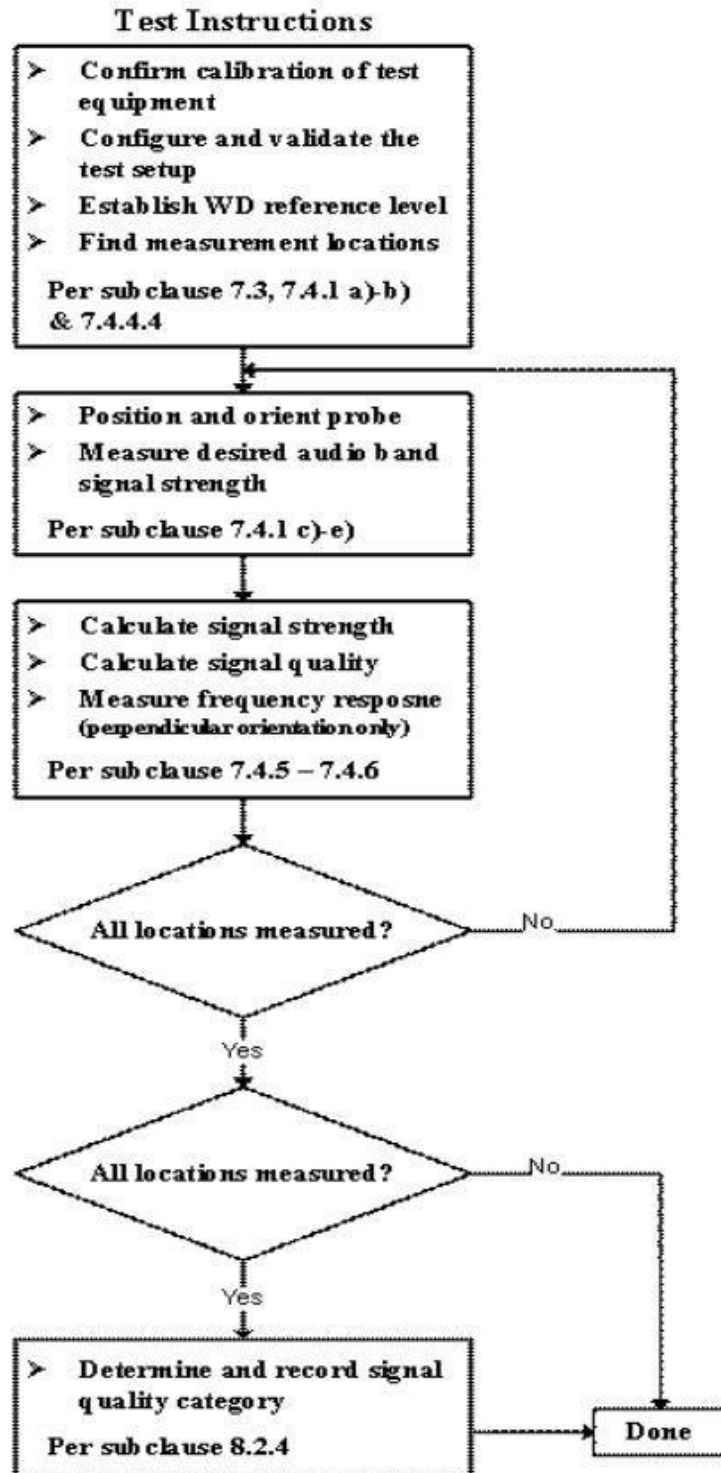 Test Instructions
➢ Confirm calibration of test
equipment
➢ Configure and validate the
test setup
➢ Establish WD reference level
➢ Find measurement locations
Per subclause 7.3, 7.4.1 a)-b)
& 7.4.4.4
➢ Position and orient probe
➢ Measure desired audio band
signal strength
Per subclause 7.4.1 c)-e)
➢ Calculate signal strength
➢ Calculate signal quality
➢ Measure frequency resposne
(perpendicular orientation only)
Per subclause 7.4.5 – 7.4.6
All locations measured?
No
Yes
All locations measured?
No
Yes
➢ Determine and record signal
quality category
Per subclause 8.2.4
Done